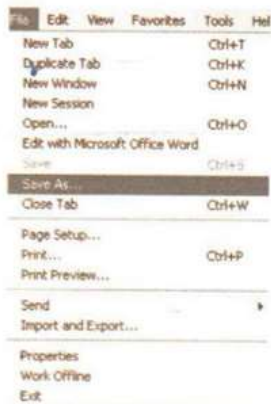 File Edit View Favorites Tools Hel
New Tab Ctrl+T
Duplicate Tab Ctrl+K
New Window Ctrl+N
New Session
Open... Ctrl+O
Edit with Microsoft Office Word
Save Ctrl+S
Save As...
Close Tab Ctrl+W
Page Setup...
Print... Ctrl+P
Print Preview...
Send
Import and Export...
Properties
Work Offline
Exit